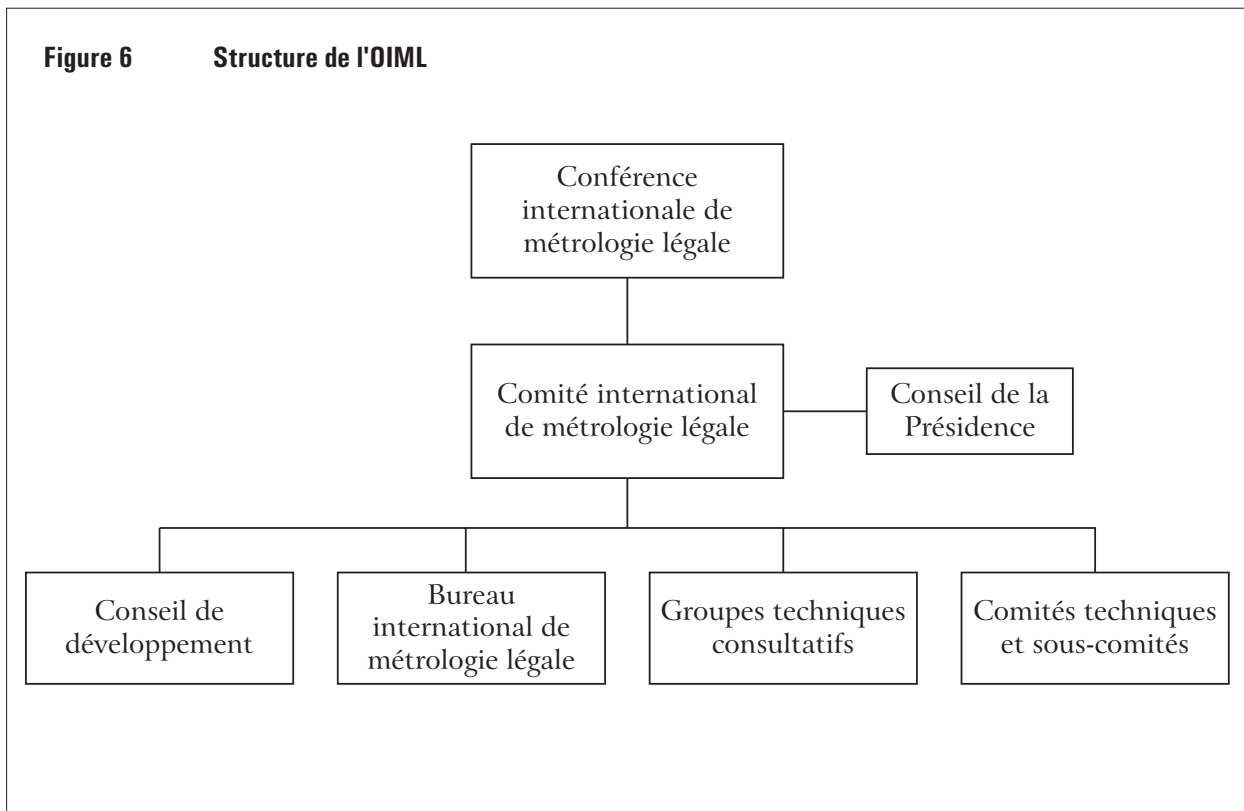 Figure 6 Structure de l'OIML
Conférence
internationale de
métrologie légale
Comité international
de métrologie légale
Conseil de la
Présidence
Conseil de
développement
Bureau
international de
métrologie légale
Groupes techniques
consultatifs
Comités techniques
et sous-comités